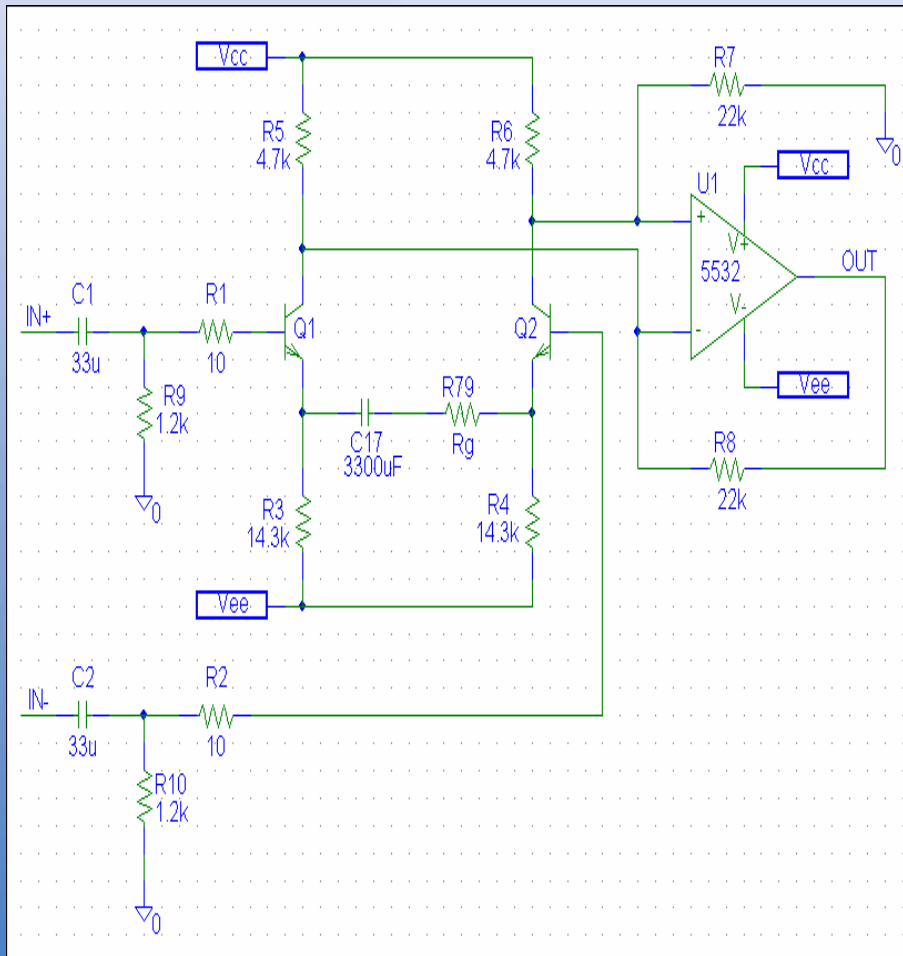 Vcc
R7
22k
0
R5
4.7k
R6
4.7k
Vcc
U1
+
V+
5532
V-
-
OUT
C1
R1
IN+
33u
10
Q1
Q2
Vee
R9
1.2k
R79
C17
3300uF
Rg
R8
22k
0
R3
14.3k
R4
14.3k
Vee
C2
R2
IN-
33u
10
R10
1.2k
0